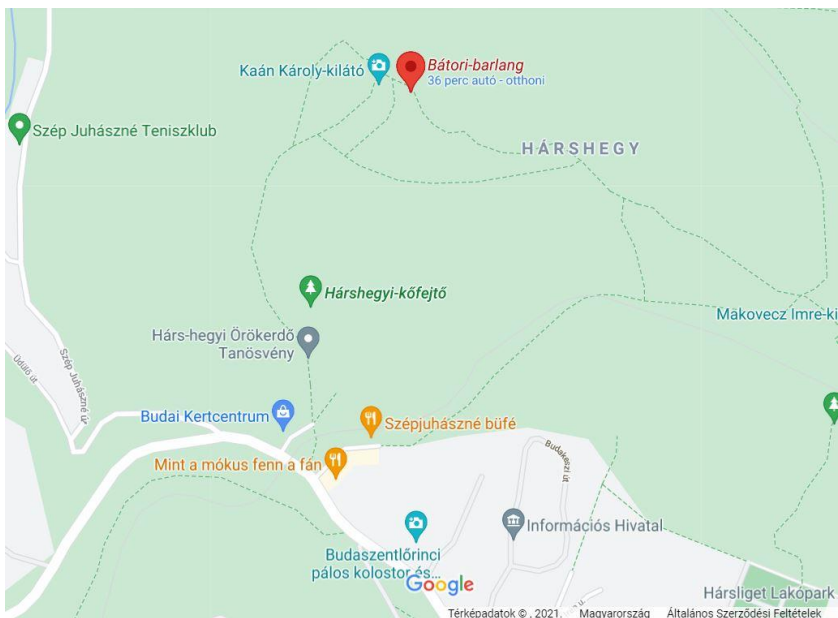 Kaán Károly-kilátó
Bátori-barlang
36 perc autó - otthoni
Szép Juhászné Teniszklub
HÁRSHEGY
Hárshegyi-kőfejtő
Makovecz Imre-ki
Hárs-hegyi Örökerdő
Tanösvény
Üdülő út
Szép Juhászné út
Budai Kertcentrum
Szépjuhászné büfé
Mint a mókus fenn a fán
Budakeszi út
Információs Hivatal
Budaszentlőrinci
pálos kolostor és...
Google
Hársliget Lakópark
Térképadatok © , 2021. Magyarország Általános Szerződési Feltételek